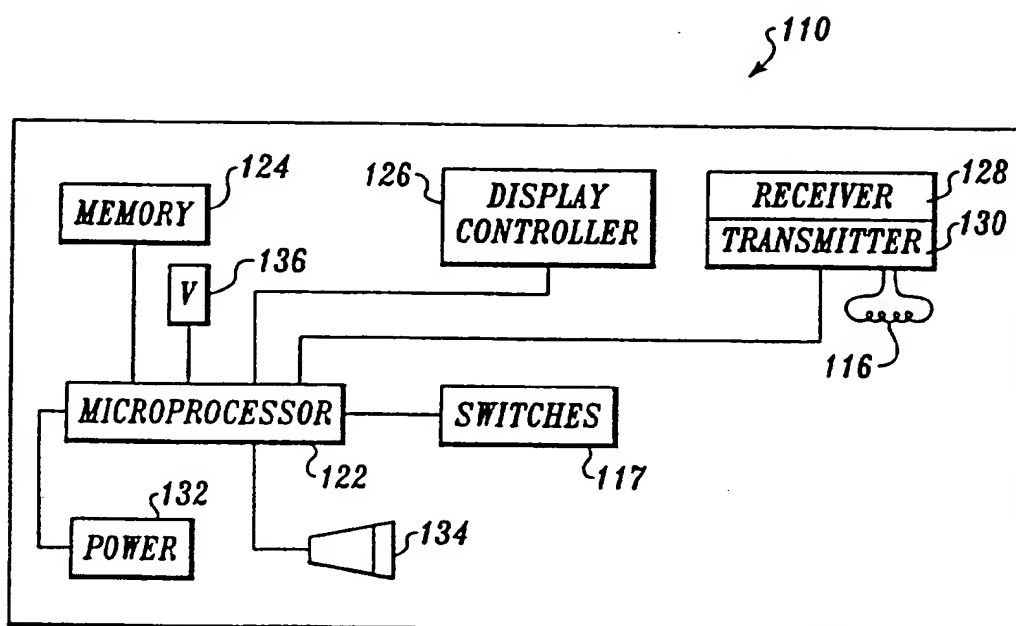 110
124
MEMORY
126
DISPLAY
CONTROLLER
RECEIVER
128
TRANSMITTER
130
136
V
116
MICROPROCESSOR
122
SWITCHES
117
132
POWER
134